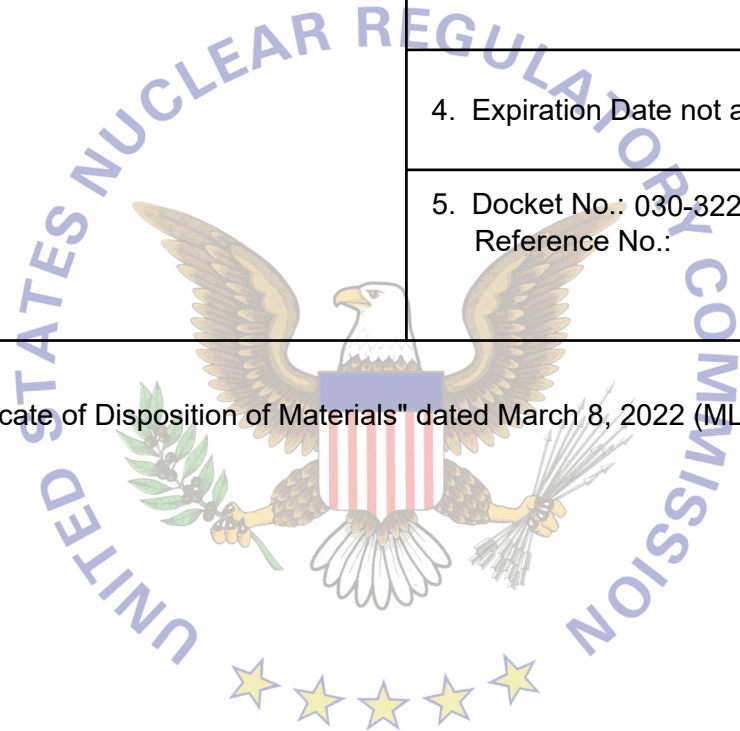 4. Expiration Date not a
5. Docket No.: 030-322
Reference No.:
cate of Disposition of Materials" dated March 8, 2022 (ML
UNITED STATES NUCLEAR REGULATORY COMMISSION